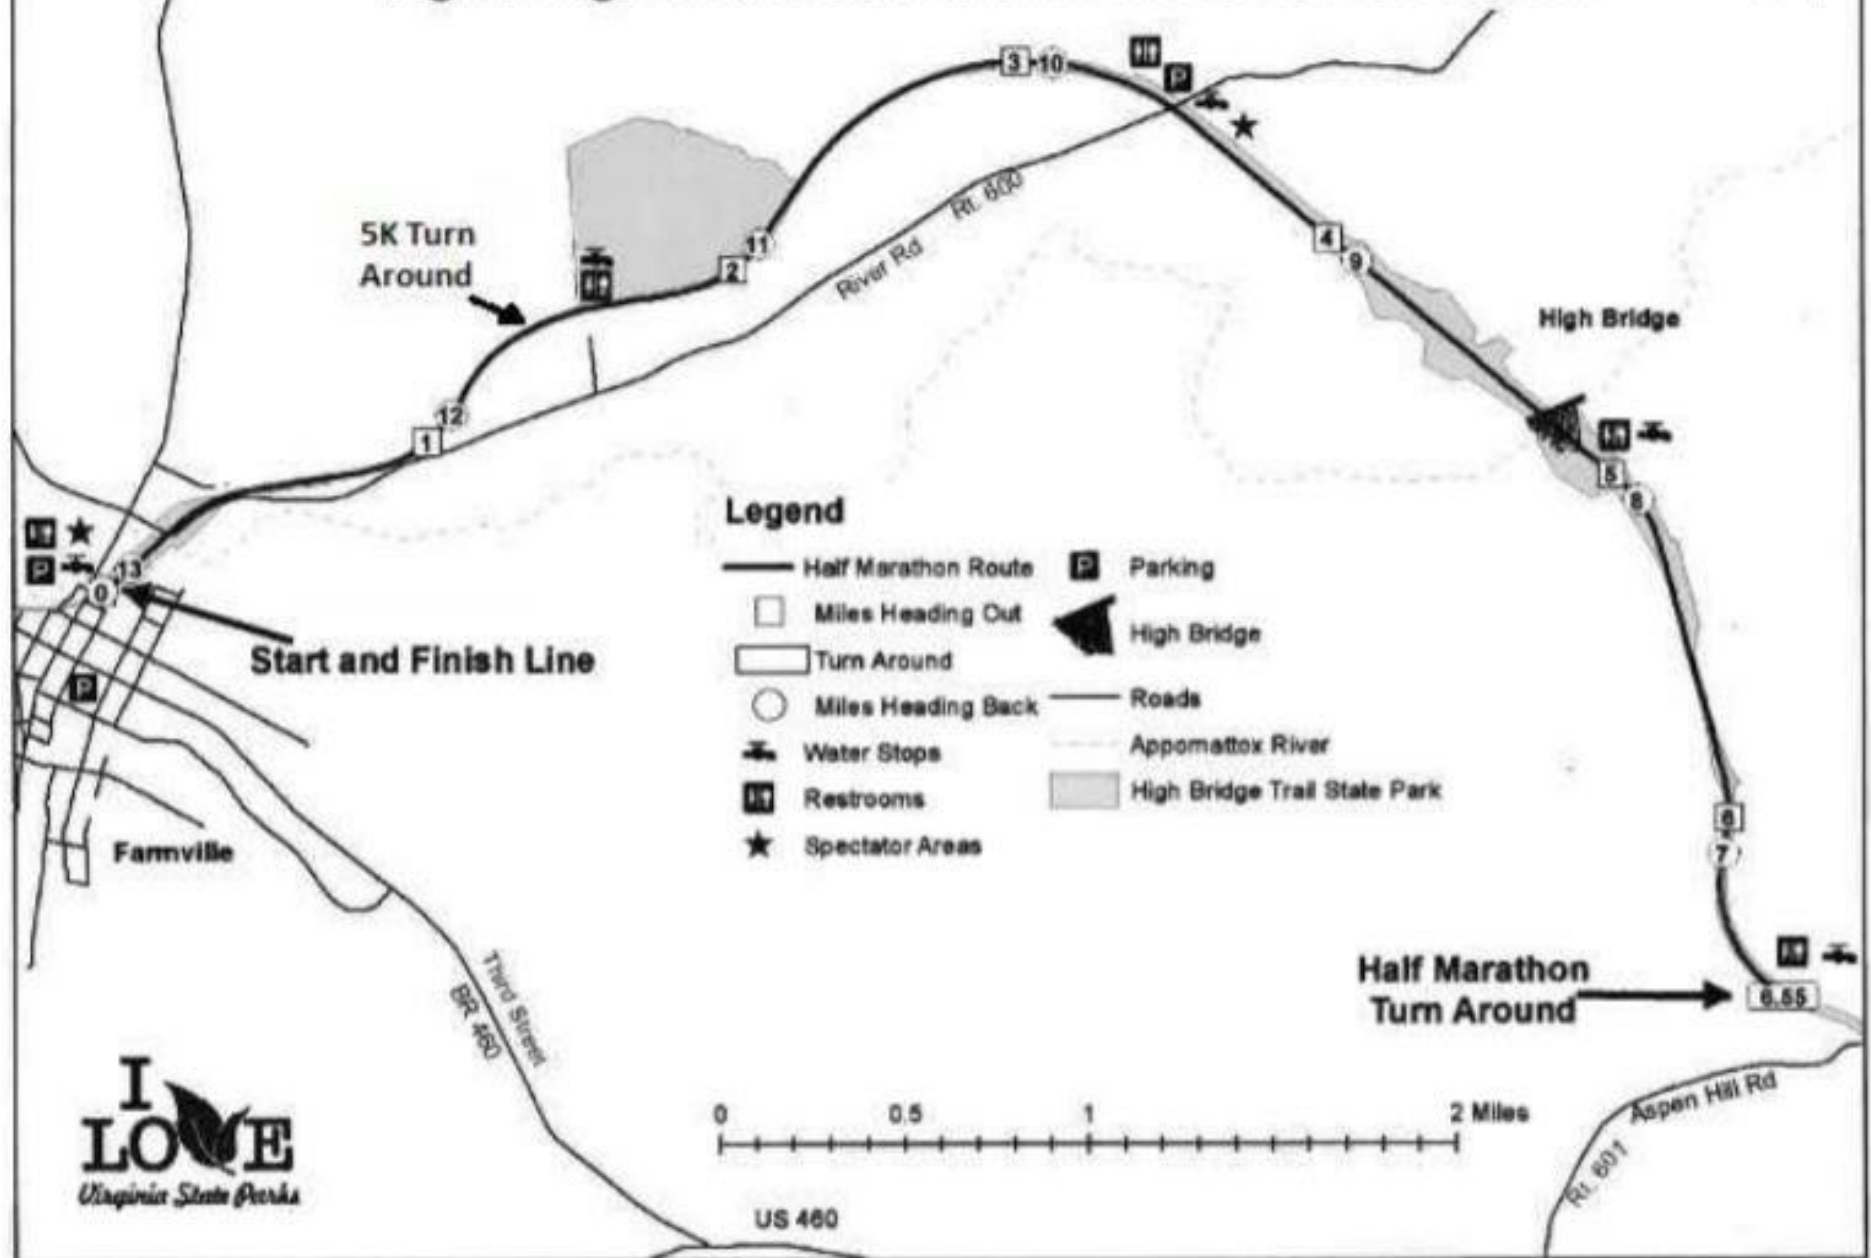 3
10
P
Rt. 600
River Rd
4
9
11
2
5K Turn
Around
High Bridge
12
1
5
8
13
0
P
Start and Finish Line
P
Farmville
Legend
Half Marathon Route
P Parking
Miles Heading Out
High Bridge
Turn Around
Miles Heading Back
Roads
Water Stops
Appomattox River
Restrooms
High Bridge Trail State Park
Spectator Areas
6
7
Half Marathon
Turn Around
6.55
Third Street
BR 460
Aspen Hill Rd
Rt. 601
0 0.5 1 2 Miles
US 460
I
LOVE
Virginia State Parks